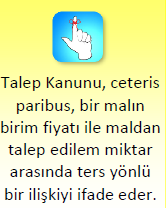 Talep Kanunu, ceteris
paribus, bir malın
birim fiyatı ile maldan
talep edilem miktar
arasında ters yönlü
bir ilişkiyi ifade eder.